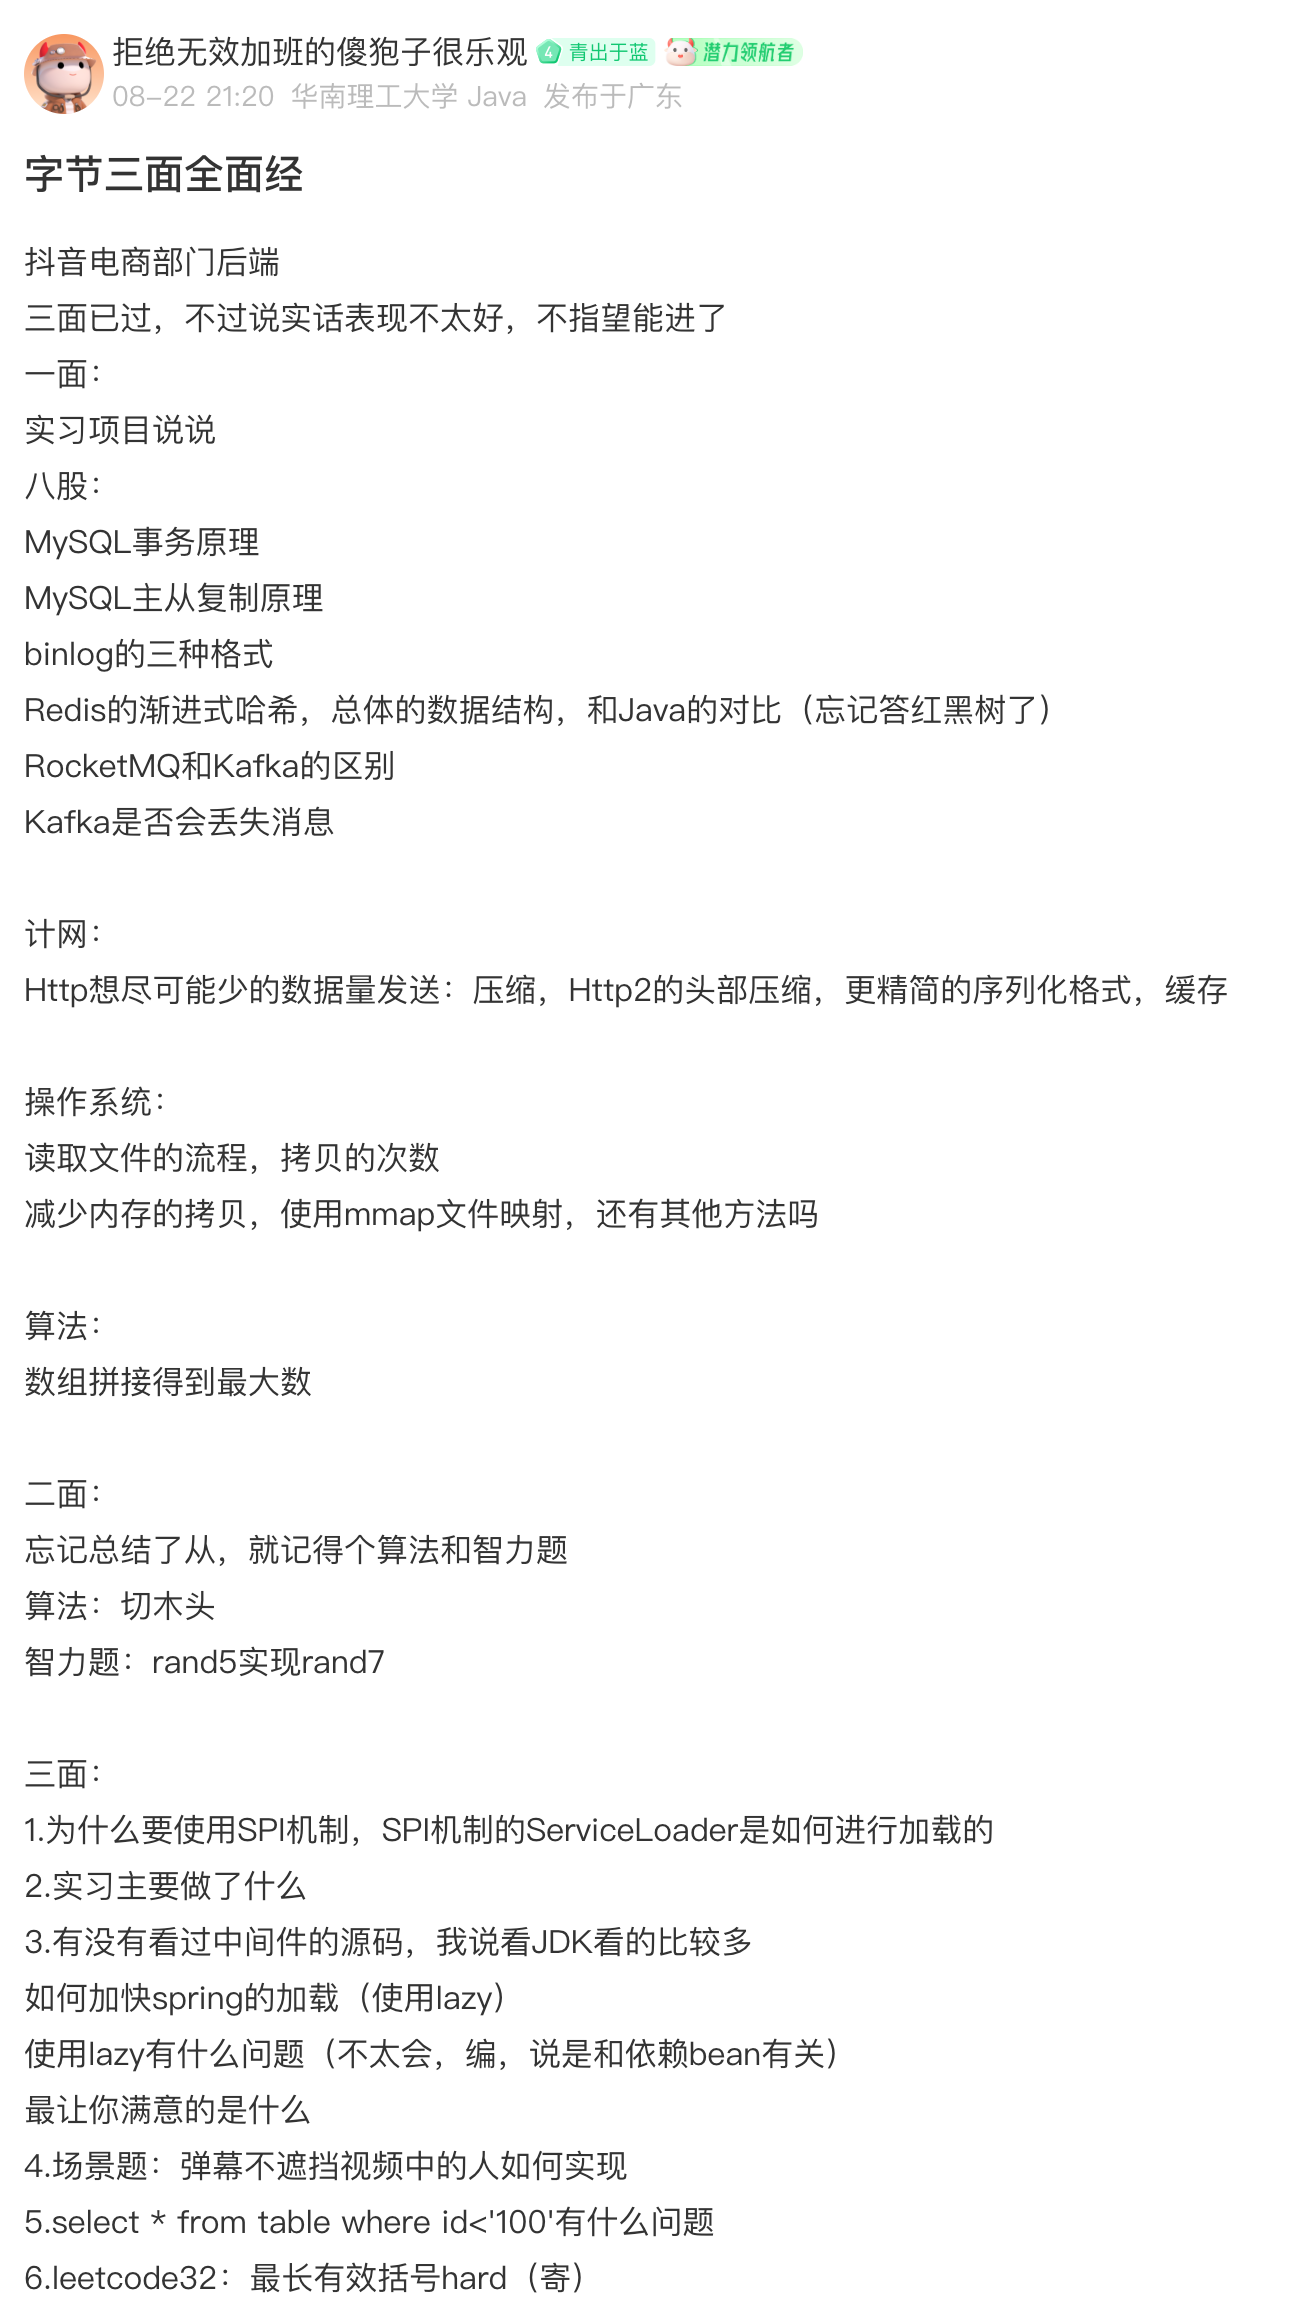 拒绝无效加班的傻狍子很乐观 4 青出于蓝 潜力领航者
08-22 21:20 华南理工大学 Java 发布于广东
字节三面全面经
抖音电商部门后端
三面已过，不过说实话表现不太好，不指望能进了
一面：
实习项目说说
八股：
MySQL事务原理
MySQL主从复制原理
binlog的三种格式
Redis的渐进式哈希，总体的数据结构，和Java的对比（忘记答红黑树了）
RocketMQ和Kafka的区别
Kafka是否会丢失消息
计网：
Http想尽可能少的数据量发送：压缩，Http2的头部压缩，更精简的序列化格式，缓存
操作系统：
读取文件的流程，拷贝的次数
减少内存的拷贝，使用mmap文件映射，还有其他方法吗
算法：
数组拼接得到最大数
二面：
忘记总结了从，就记得个算法和智力题
算法：切木头
智力题：rand5实现rand7
三面：
1.为什么要使用SPI机制，SPI机制的ServiceLoader是如何进行加载的
2.实习主要做了什么
3.有没有看过中间件的源码，我说看JDK看的比较多
如何加快spring的加载（使用lazy）
使用lazy有什么问题（不太会，编，说是和依赖bean有关）
最让你满意的是什么
4.场景题：弹幕不遮挡视频中的人如何实现
5.select * from table where id<'100'有什么问题
6.leetcode32：最长有效括号hard（寄）